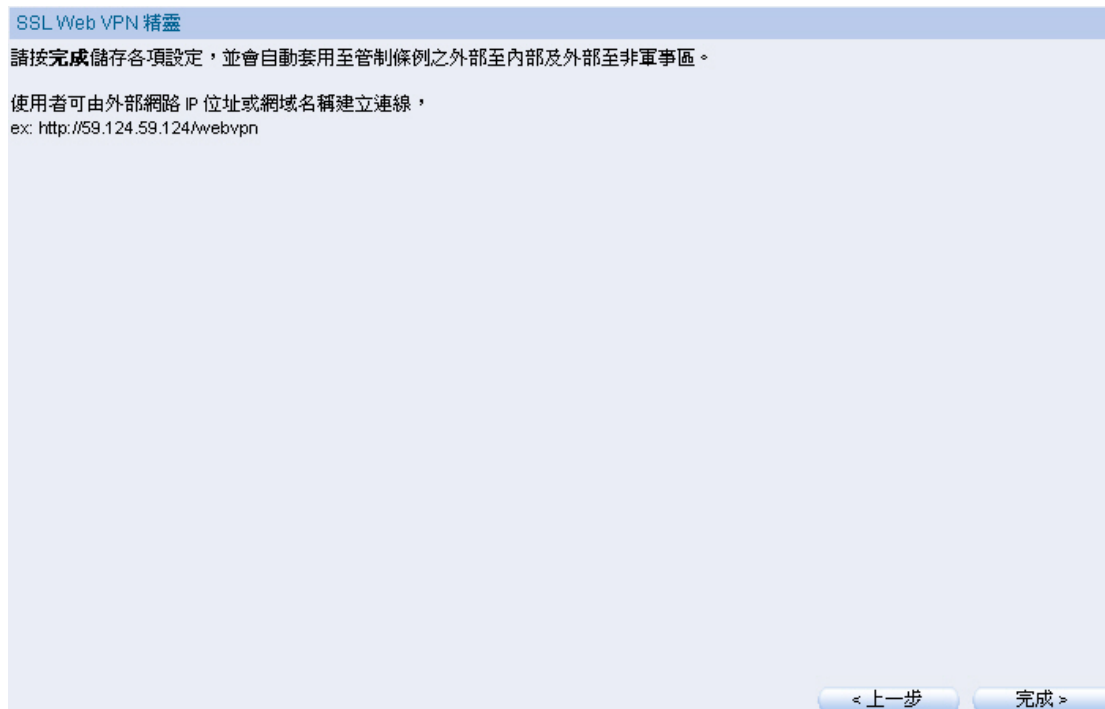 SSL Web VPN 精靈
請按完成儲存各項設定，並會自動套用至管制條例之外部至內部及外部至非軍事區。
使用者可由外部網路 IP 位址或網域名稱建立連線，
ex: http://59.124.59.124/webvpn
< 上一步
完成 >